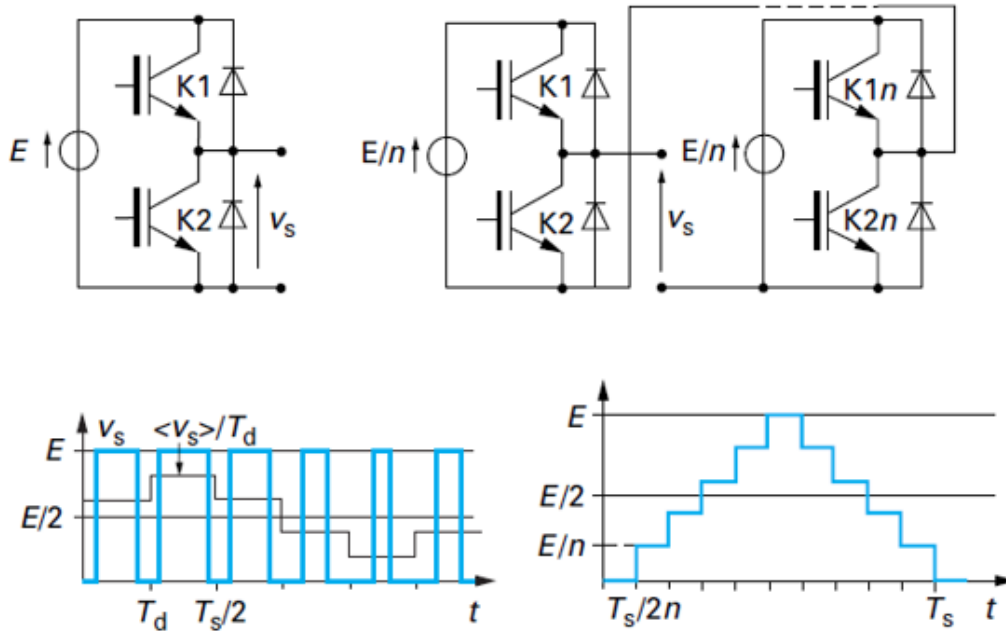 E
K1
K2
vs
E/n
K1
K2
vs
E/n
K1n
K2n
E
vs
<vs>/Td
E/2
Td
Ts/2
t
E
E/2
E/n
Ts/2n
Ts
t